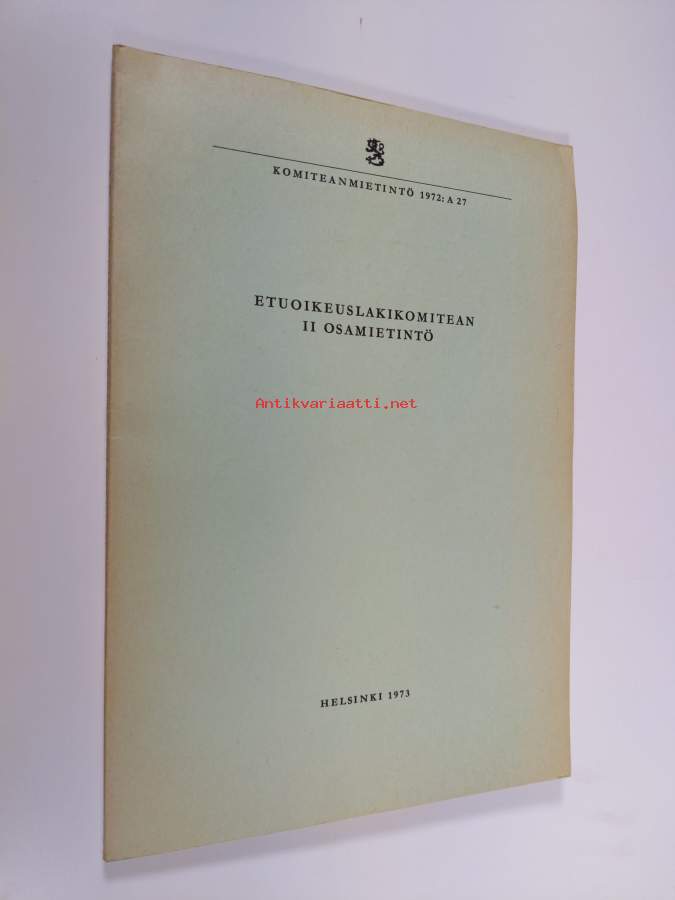 KOMITEANMIETINTÖ 1972: A 27
ETUOIKEUSLAKIKOMITEAN
II OSAMIETINTÖ
Antikvariaatti.net
HELSINKI 1973